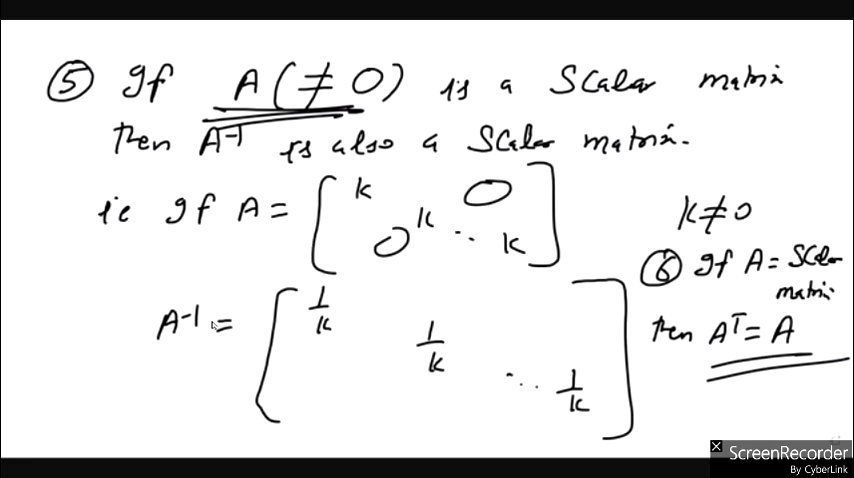 ⑤ If A (≠ 0) is a Scalar matrix
then A⁻¹ is also a Scalar matrix.
ie If A = [k 0
0 k ... k]
k ≠ 0
A⁻¹ = [1/k
1/k
... 1/k]
⑥ If A = Scalar
matrix
then Aᵀ = A
ScreenRecorder
By CyberLink